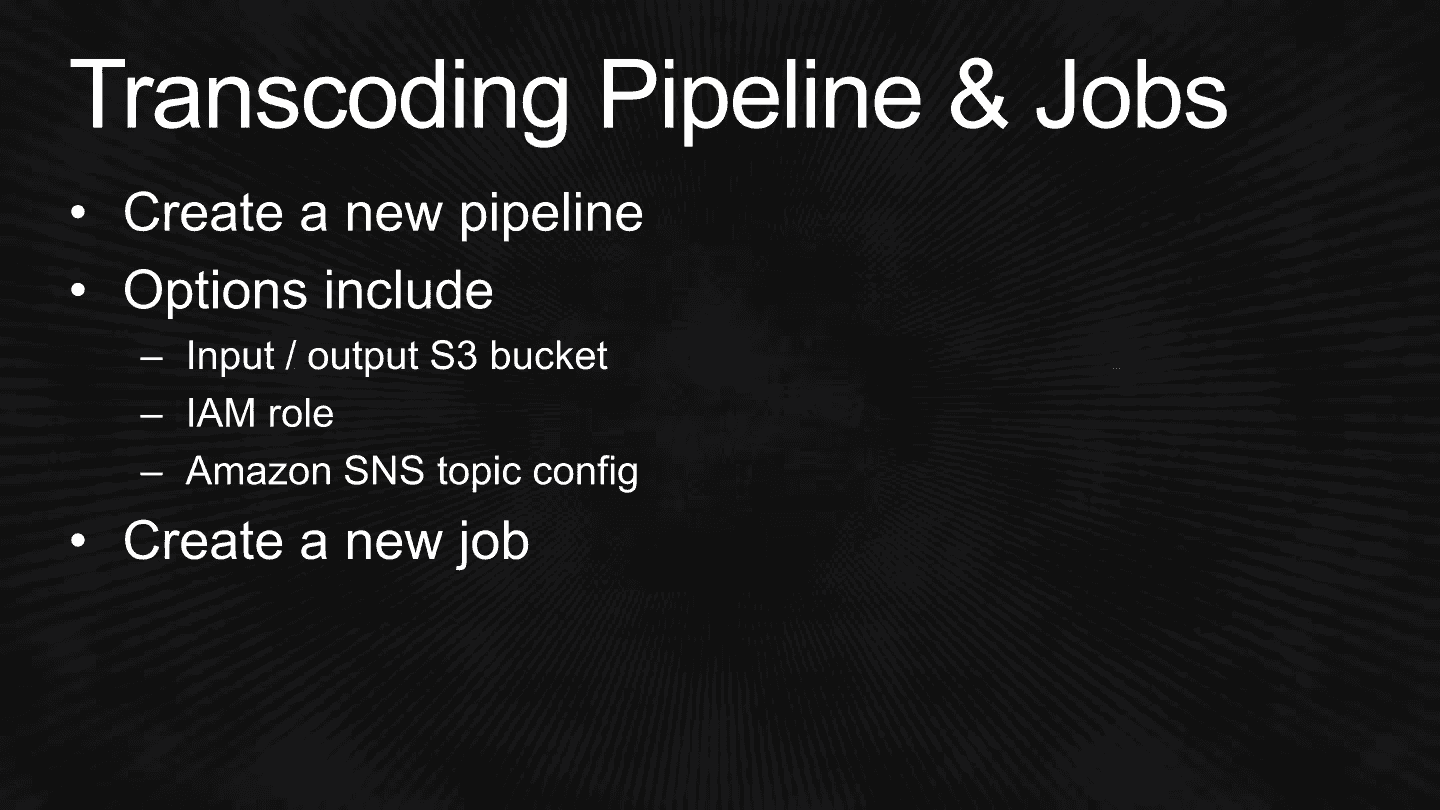 Transcoding Pipeline & Jobs
• Create a new pipeline
• Options include
– Input / output S3 bucket
– IAM role
– Amazon SNS topic config
• Create a new job